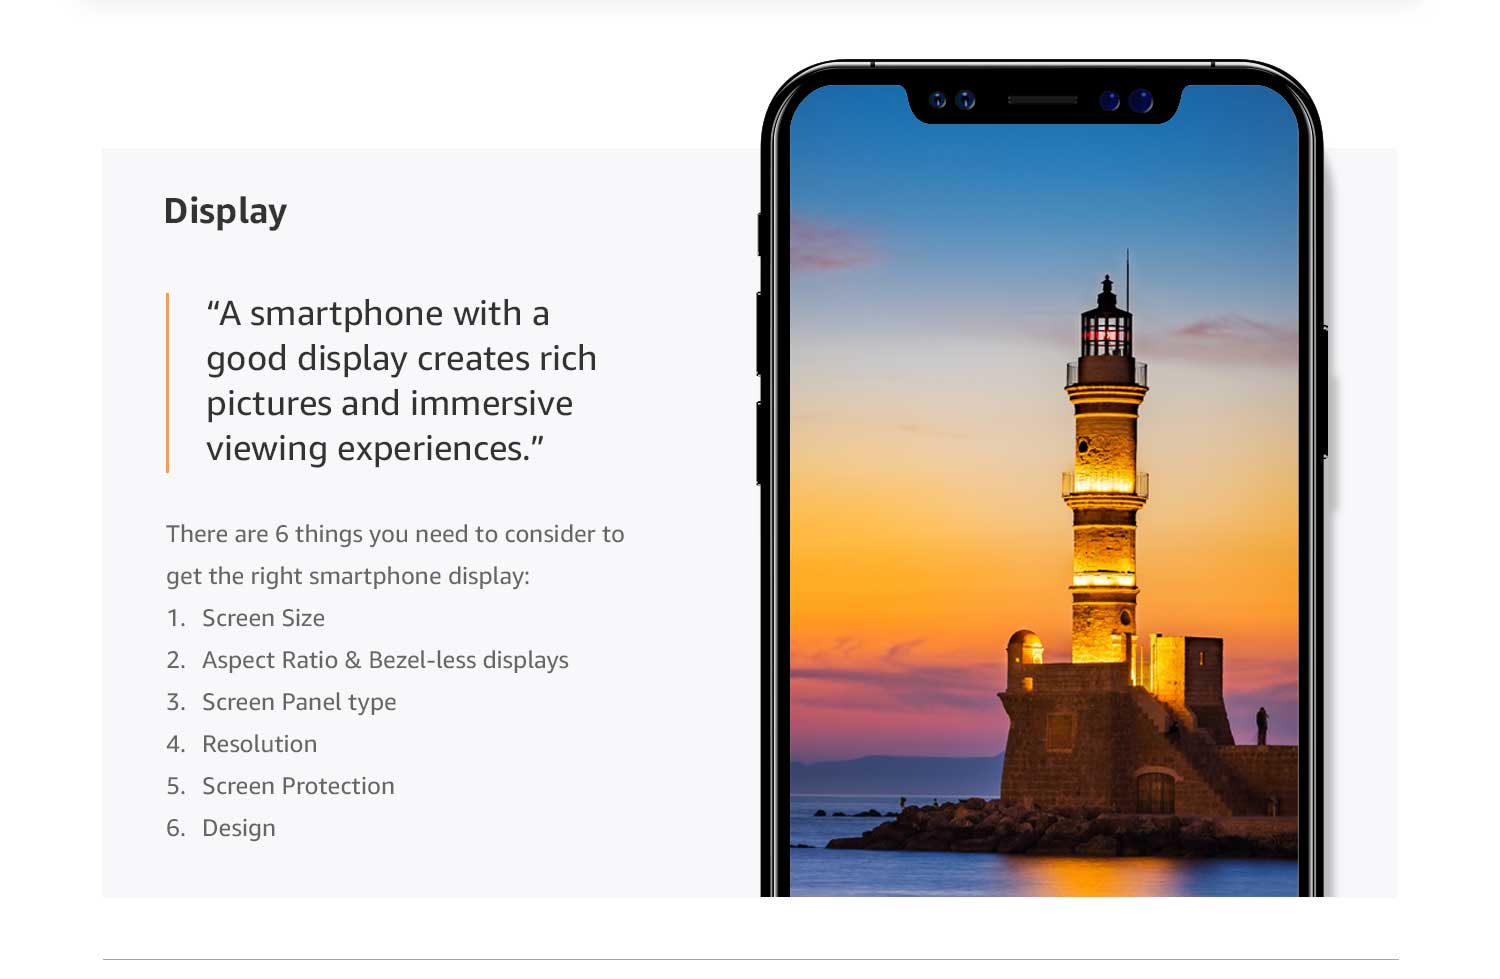 Display
“A smartphone with a
good display creates rich
pictures and immersive
viewing experiences.”
There are 6 things you need to consider to
get the right smartphone display:
1. Screen Size
2. Aspect Ratio & Bezel-less displays
3. Screen Panel type
4. Resolution
5. Screen Protection
6. Design